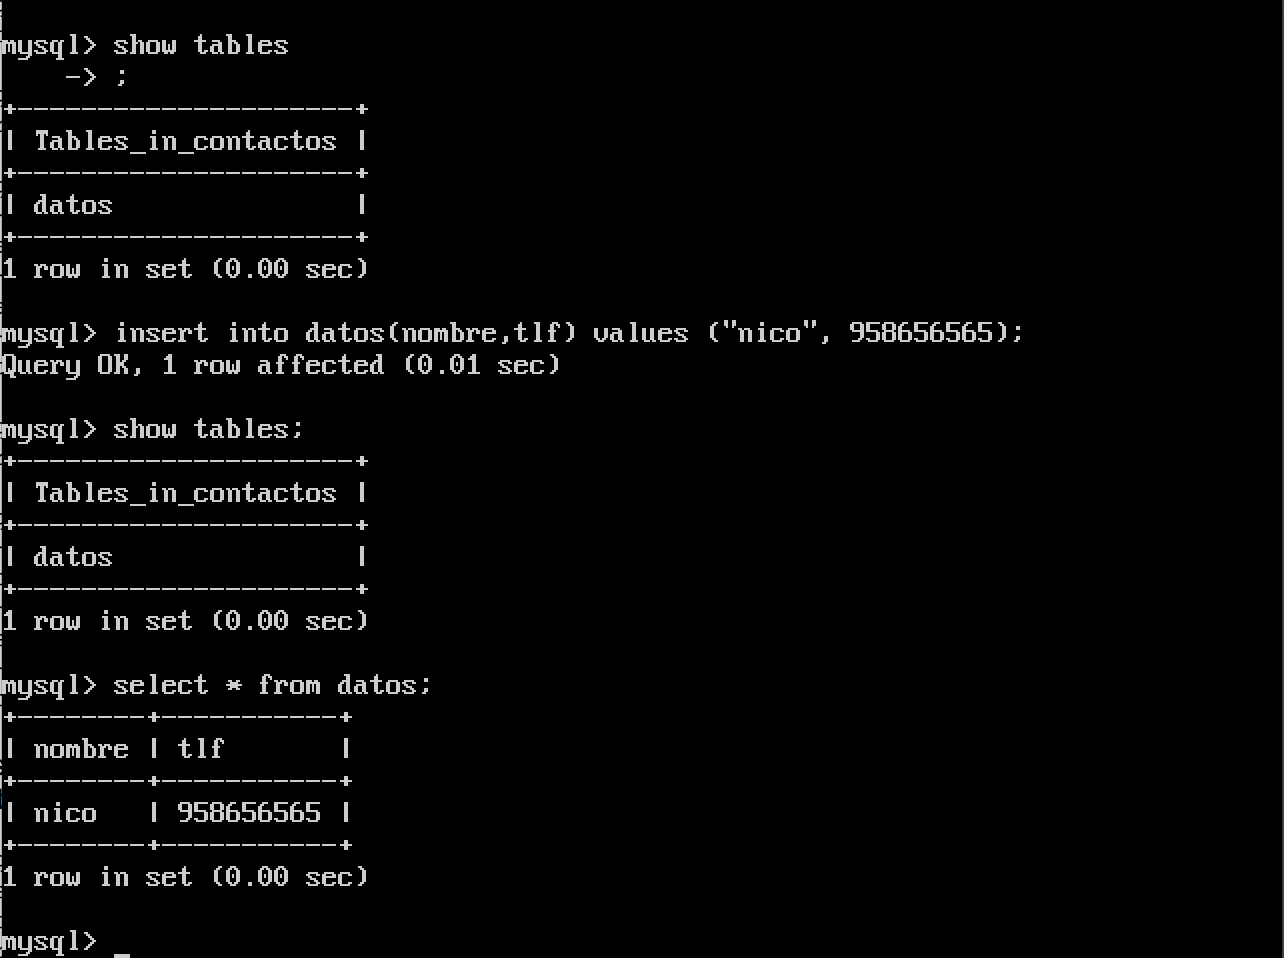 mysql> show tables
    -> ;
+---------------------+
| Tables_in_contactos |
+---------------------+
| datos               |
+---------------------+
1 row in set (0.00 sec)

mysql> insert into datos(nombre,tlf) values ("nico", 958656565);
Query OK, 1 row affected (0.01 sec)

mysql> show tables;
+---------------------+
| Tables_in_contactos |
+---------------------+
| datos               |
+---------------------+
1 row in set (0.00 sec)

mysql> select * from datos;
+--------+-----------+
| nombre | tlf       |
+--------+-----------+
| nico   | 958656565 |
+--------+-----------+
1 row in set (0.00 sec)

mysql> _